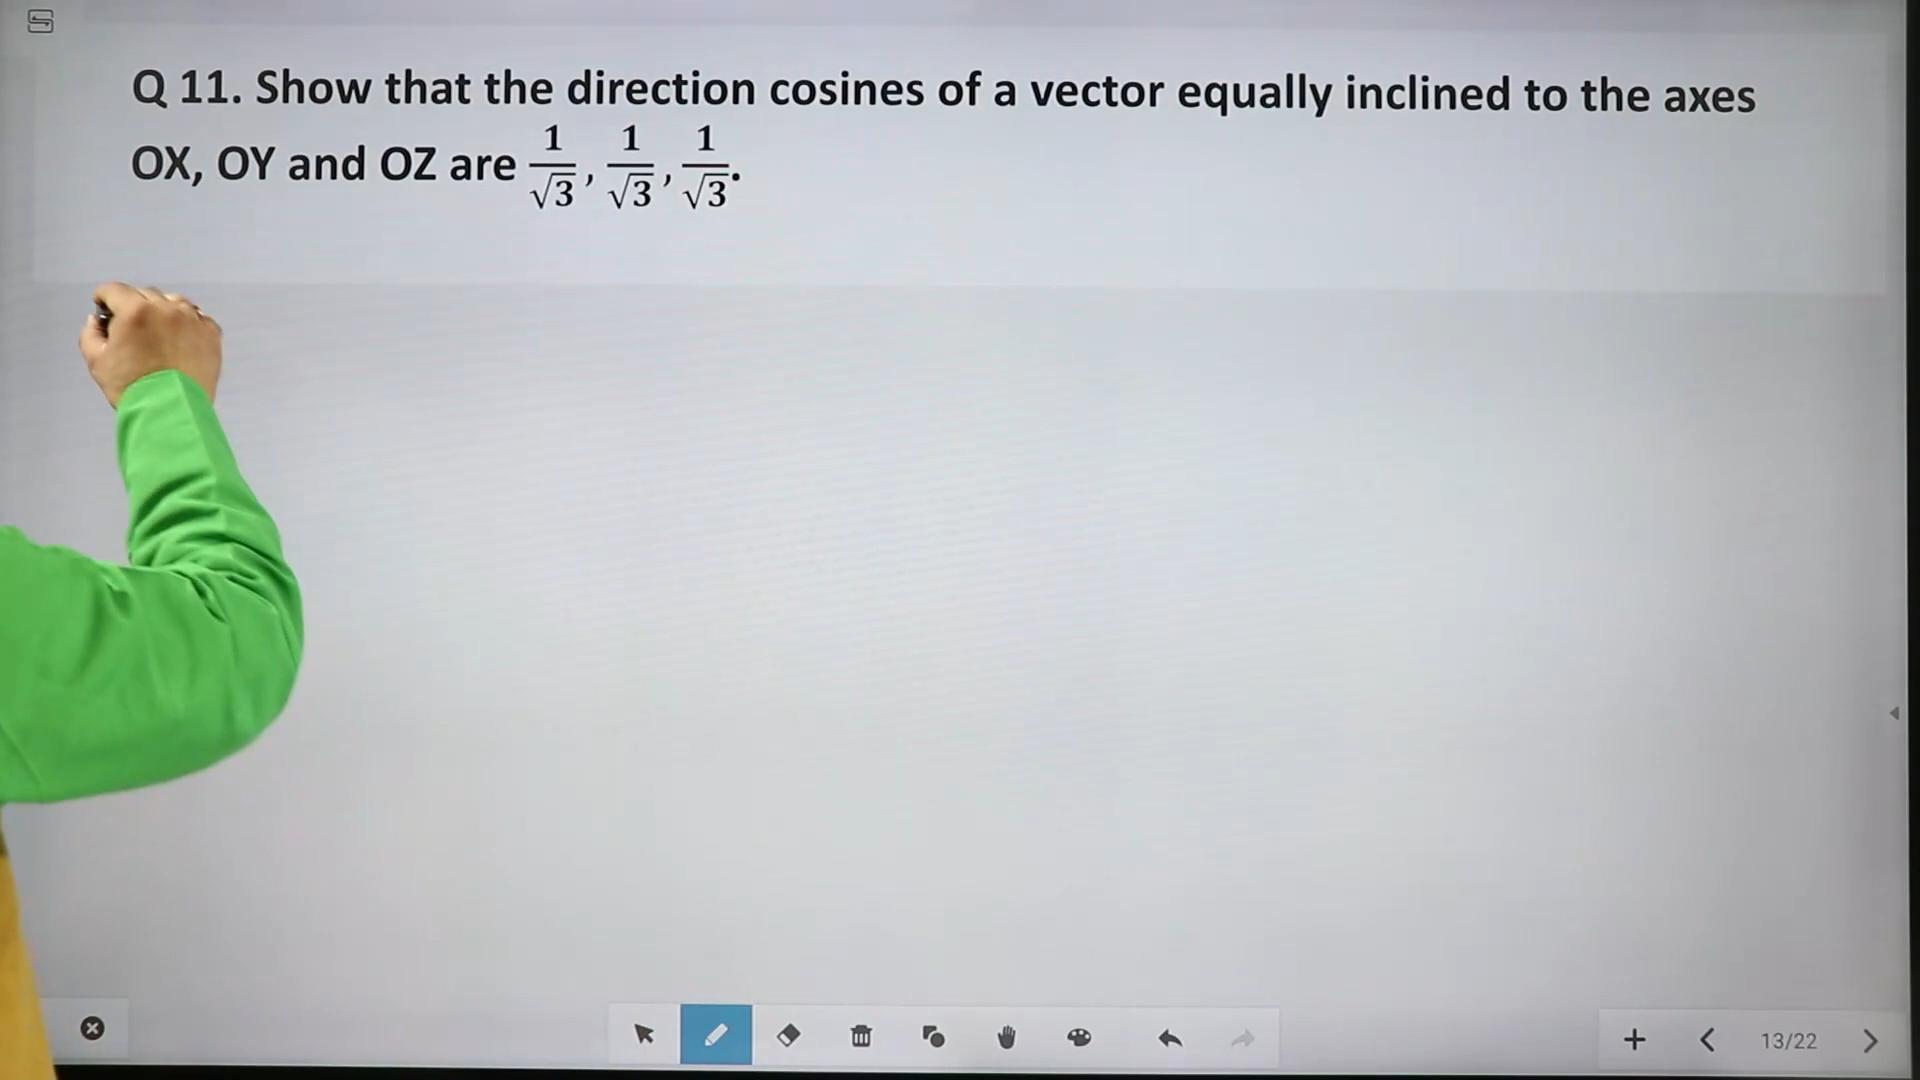 Q 11. Show that the direction cosines of a vector equally inclined to the axes
OX, OY and OZ are 1/√3, 1/√3, 1/√3.
13/22